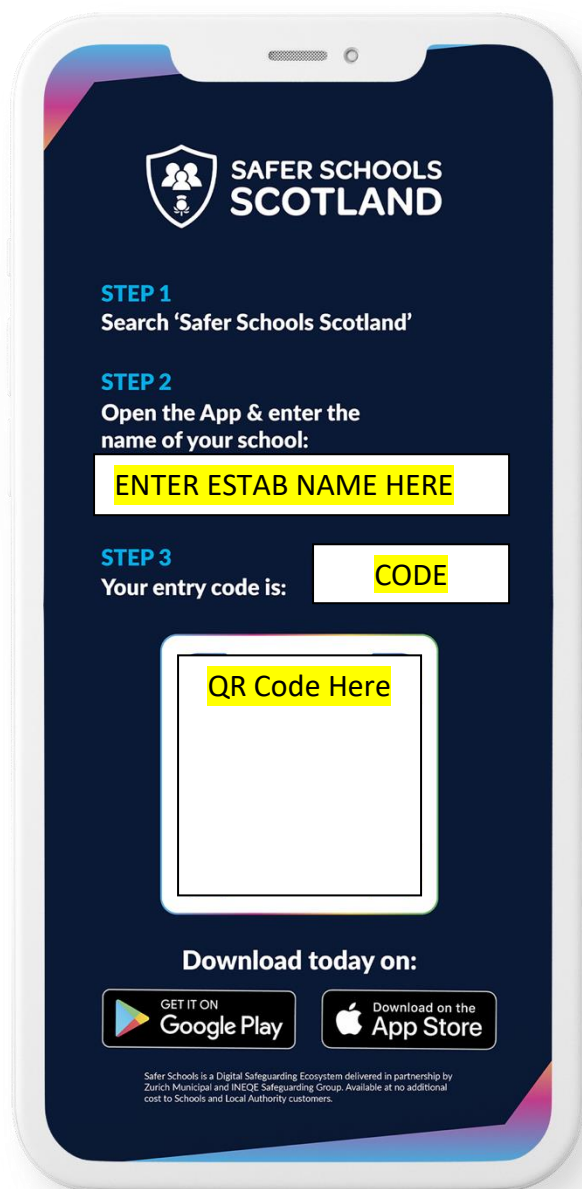 SAFER SCHOOLS
SCOTLAND
STEP 1
Search ‘Safer Schools Scotland’
STEP 2
Open the App & enter the
name of your school:
ENTER ESTAB NAME HERE
STEP 3
Your entry code is:
CODE
QR Code Here
Download today on:
GET IT ON
Google Play
Download on the
App Store
Safer Schools is a Digital Safeguarding Ecosystem delivered in partnership by
Zurich Municipal and INEQE Safeguarding Group. Available at no additional
cost to Schools and Local Authority customers.